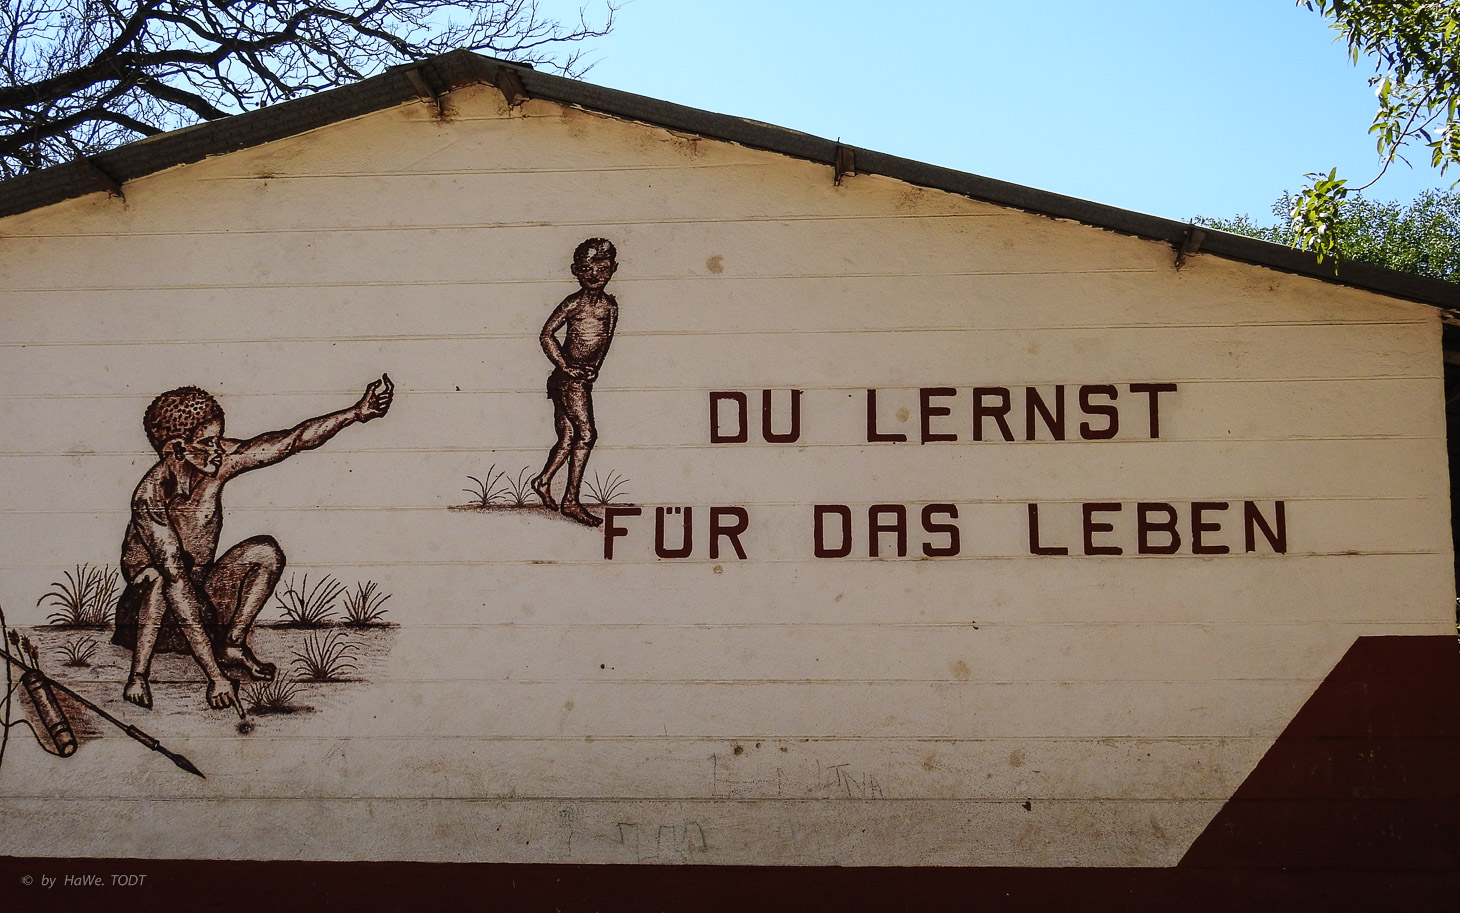 DU LERNST
FÜR DAS LEBEN
© by HaWe. TODT